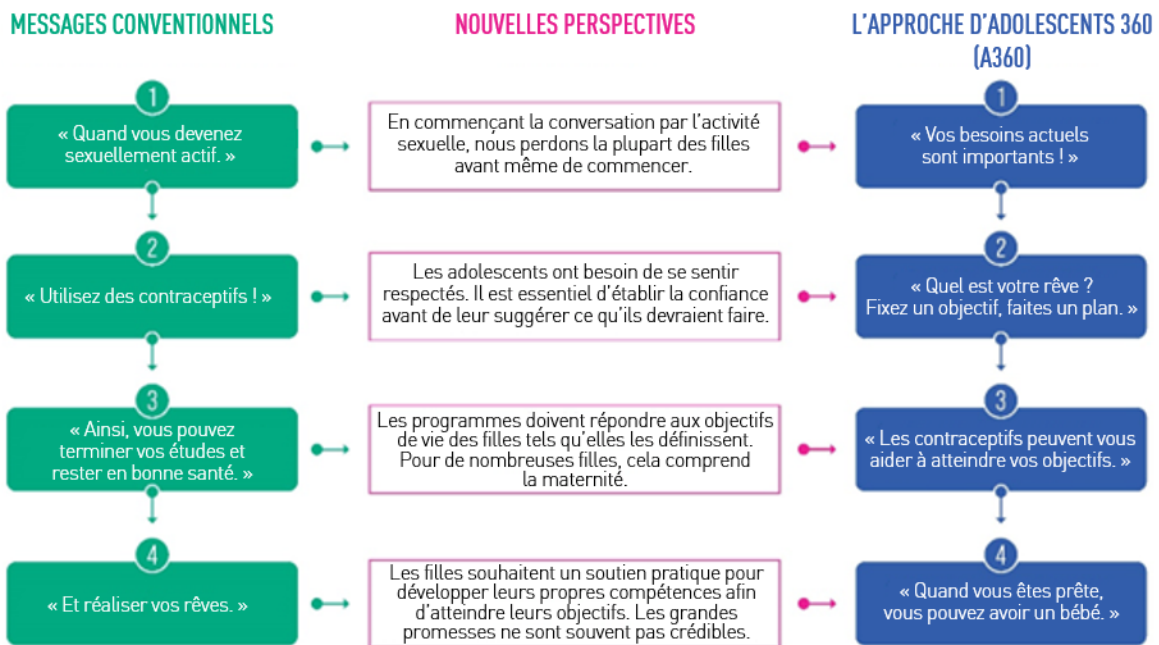 MESSAGES CONVENTIONNELS
NOUVELLES PERSPECTIVES
L'APPROCHE D'ADOLESCENTS 360
(A360)
1
« Quand vous devenez
sexuellement actif. »
En commençant la conversation par l'activité
sexuelle, nous perdons la plupart des filles
avant même de commencer.
1
« Vos besoins actuels
sont importants ! »
2
« Utilisez des contraceptifs ! »
Les adolescents ont besoin de se sentir
respectés. Il est essentiel d'établir la confiance
avant de leur suggérer ce qu'ils devraient faire.
2
« Quel est votre rêve ?
Fixez un objectif, faites un plan. »
3
« Ainsi, vous pouvez
terminer vos études et
rester en bonne santé. »
Les programmes doivent répondre aux objectifs
de vie des filles tels qu'elles les définissent.
Pour de nombreuses filles, cela comprend
la maternité.
3
« Les contraceptifs peuvent vous
aider à atteindre vos objectifs. »
4
« Et réaliser vos rêves. »
Les filles souhaitent un soutien pratique pour
développer leurs propres compétences afin
d'atteindre leurs objectifs. Les grandes
promesses ne sont souvent pas crédibles.
4
« Quand vous êtes prête,
vous pouvez avoir un bébé. »